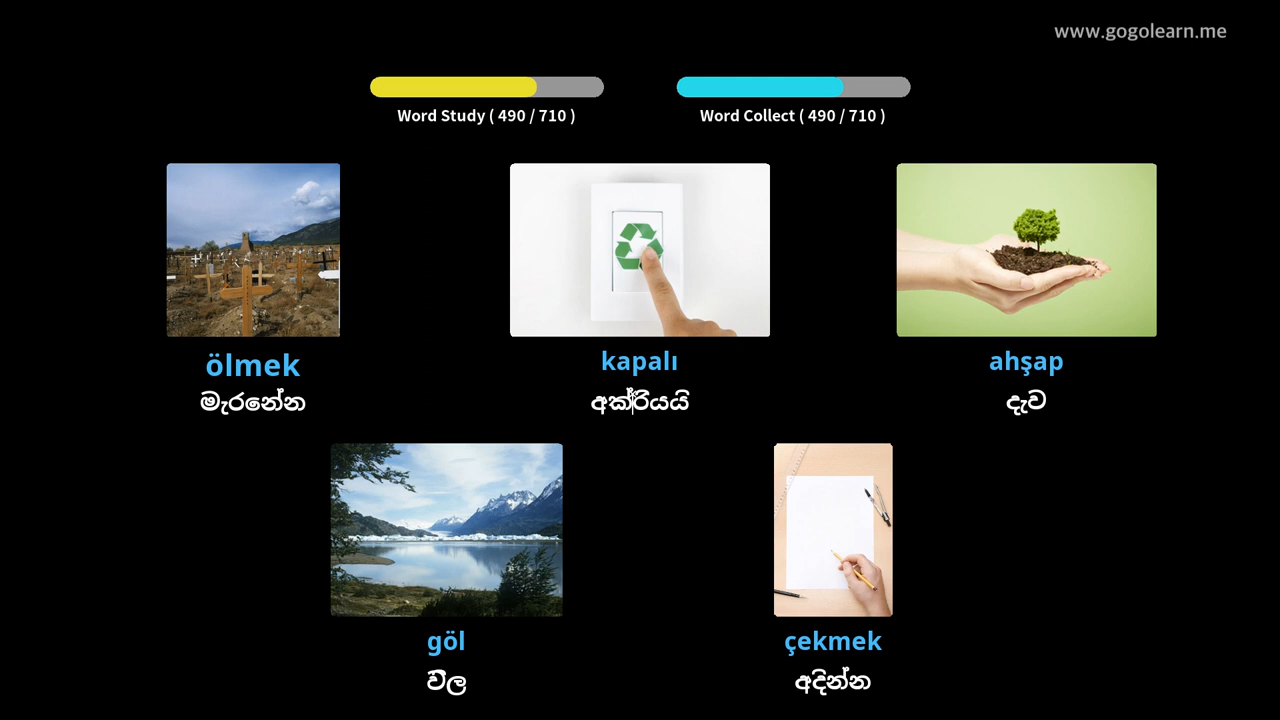 www.gogolearn.me
Word Study ( 490 / 710 )
Word Collect ( 490 / 710 )
ölmek
මැරනේන
kapalı
අක්‍රියයි
ahşap
දැව
göl
විල
çekmek
අදින්න